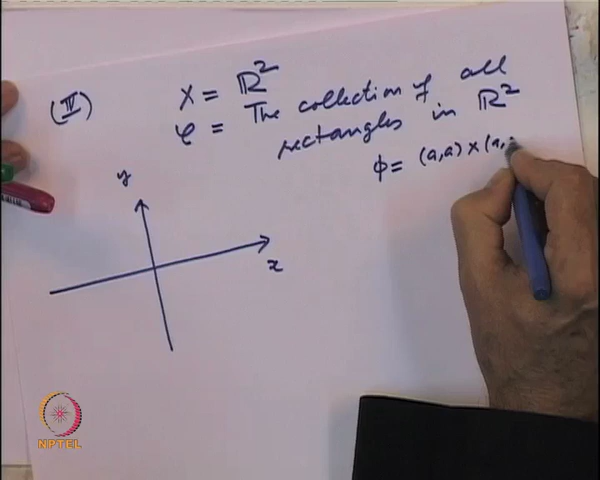 (II) X = ℝ²
𝒞 = The collection of all
rectangles in ℝ²
ϕ = (a,a) × (a,
y
x
NPTEL